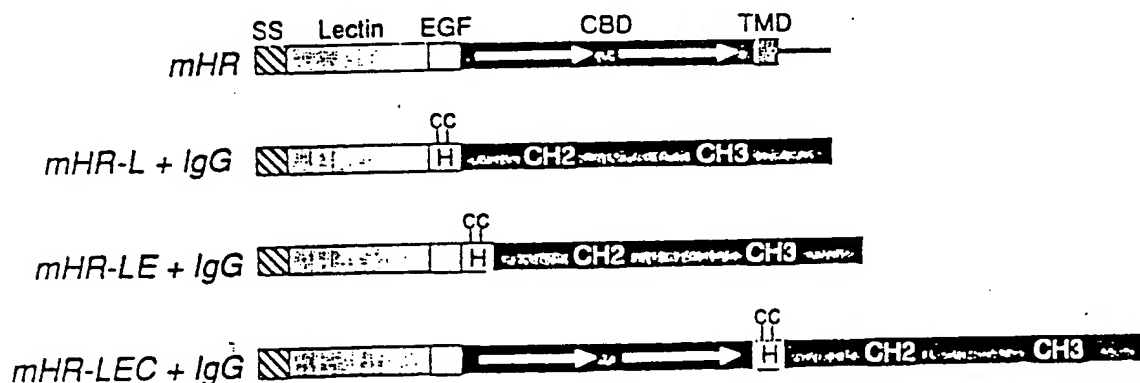 SS Lectin EGF CBD TMD
mHR
CC
mHR-L + IgG H CH2 CH3
CC
mHR-LE + IgG H CH2 CH3
CC
mHR-LEC + IgG H CH2 CH3